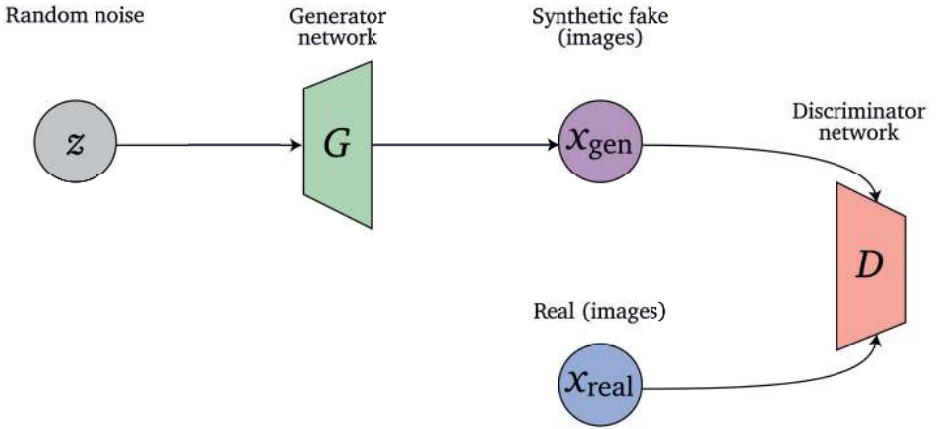 Random noise
Generator
network
Synthetic fake
(images)
Discriminator
network
z
G
x_gen
D
Real (images)
x_real